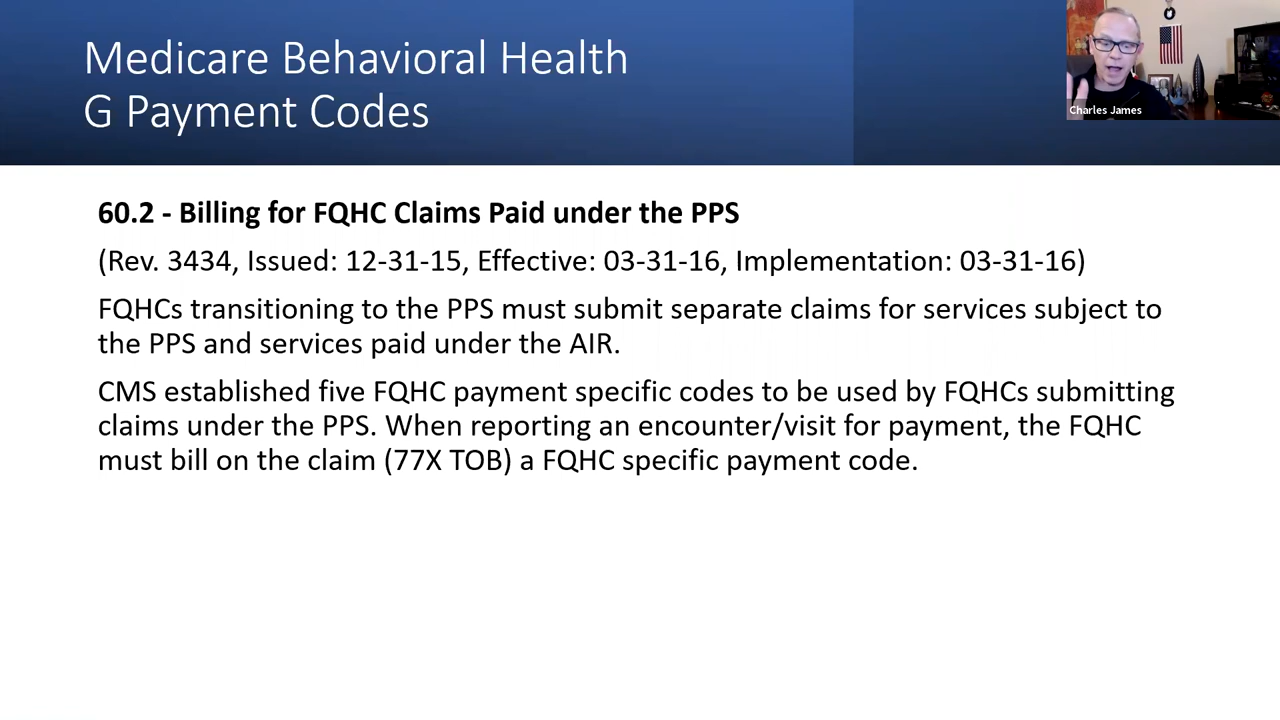 Medicare Behavioral Health
G Payment Codes
Charles James
60.2 - Billing for FQHC Claims Paid under the PPS
(Rev. 3434, Issued: 12-31-15, Effective: 03-31-16, Implementation: 03-31-16)
FQHCs transitioning to the PPS must submit separate claims for services subject to
the PPS and services paid under the AIR.
CMS established five FQHC payment specific codes to be used by FQHCs submitting
claims under the PPS. When reporting an encounter/visit for payment, the FQHC
must bill on the claim (77X TOB) a FQHC specific payment code.